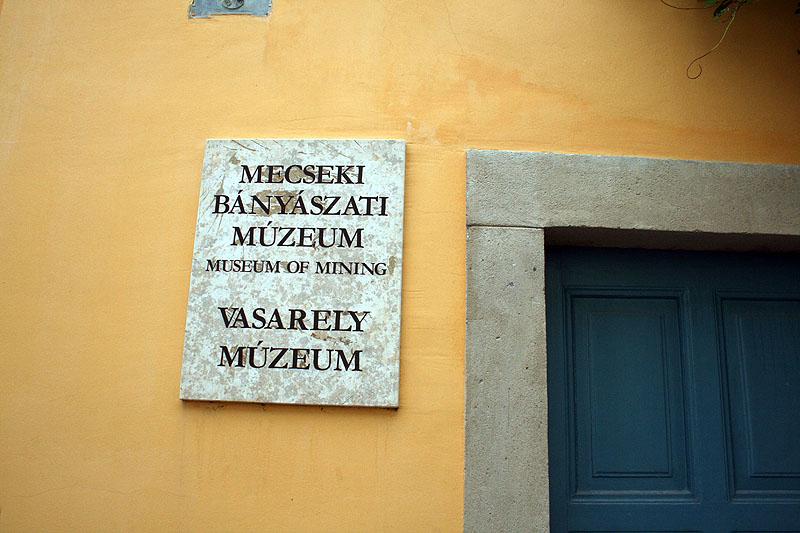 MECSEKI
BÁNYÁSZATI
MÚZEUM
MUSEUM OF MINING
VASARELY
MÚZEUM